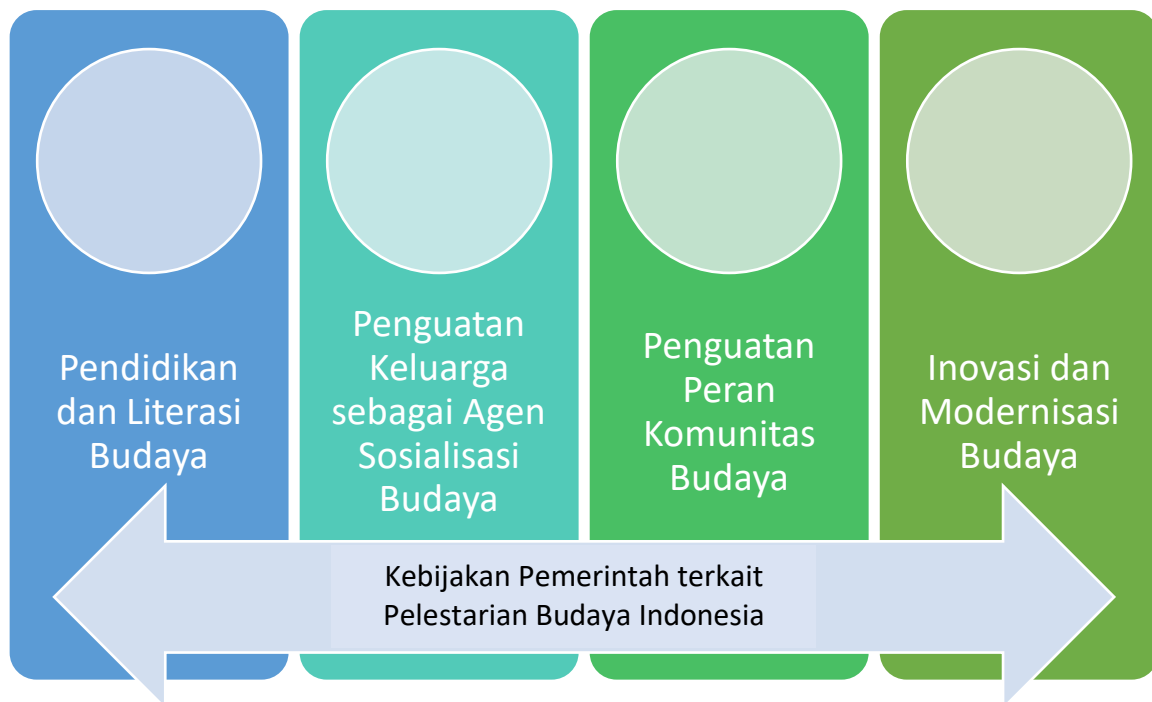 Pendidikan
dan Literasi
Budaya
Penguatan
Keluarga
sebagai Agen
Sosialisasi
Budaya
Penguatan
Peran
Komunitas
Budaya
Inovasi dan
Modernisasi
Budaya
Kebijakan Pemerintah terkait
Pelestarian Budaya Indonesia